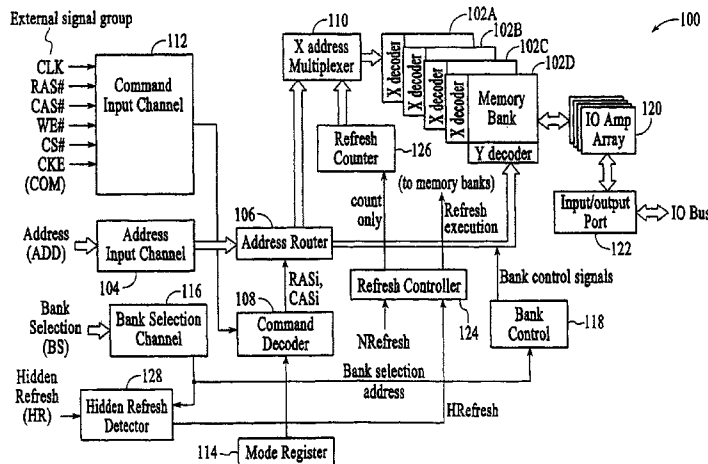 100
External signal group
CLK
RAS#
CAS#
WE#
CS#
CKE
(COM)
112
Command
Input Channel
110
X address
Multiplexer
102A
102B
102C
102D
X decoder
X decoder
X decoder
X decoder
Memory
Bank
Y decoder
120
IO Amp
Array
Refresh
Counter
126
count
only
(to memory banks)
Refresh
execution
Input/output
Port
122
IO Bus
Address
(ADD)
Address
Input Channel
104
106
Address Router
RASi,
CASi
Refresh Controller
124
Bank control signals
Bank
Selection
(BS)
116
Bank Selection
Channel
108
Command
Decoder
NRefresh
Bank
Control
118
Bank selection
address
Hidden
Refresh
(HR)
128
Hidden Refresh
Detector
HRefresh
114
Mode Register